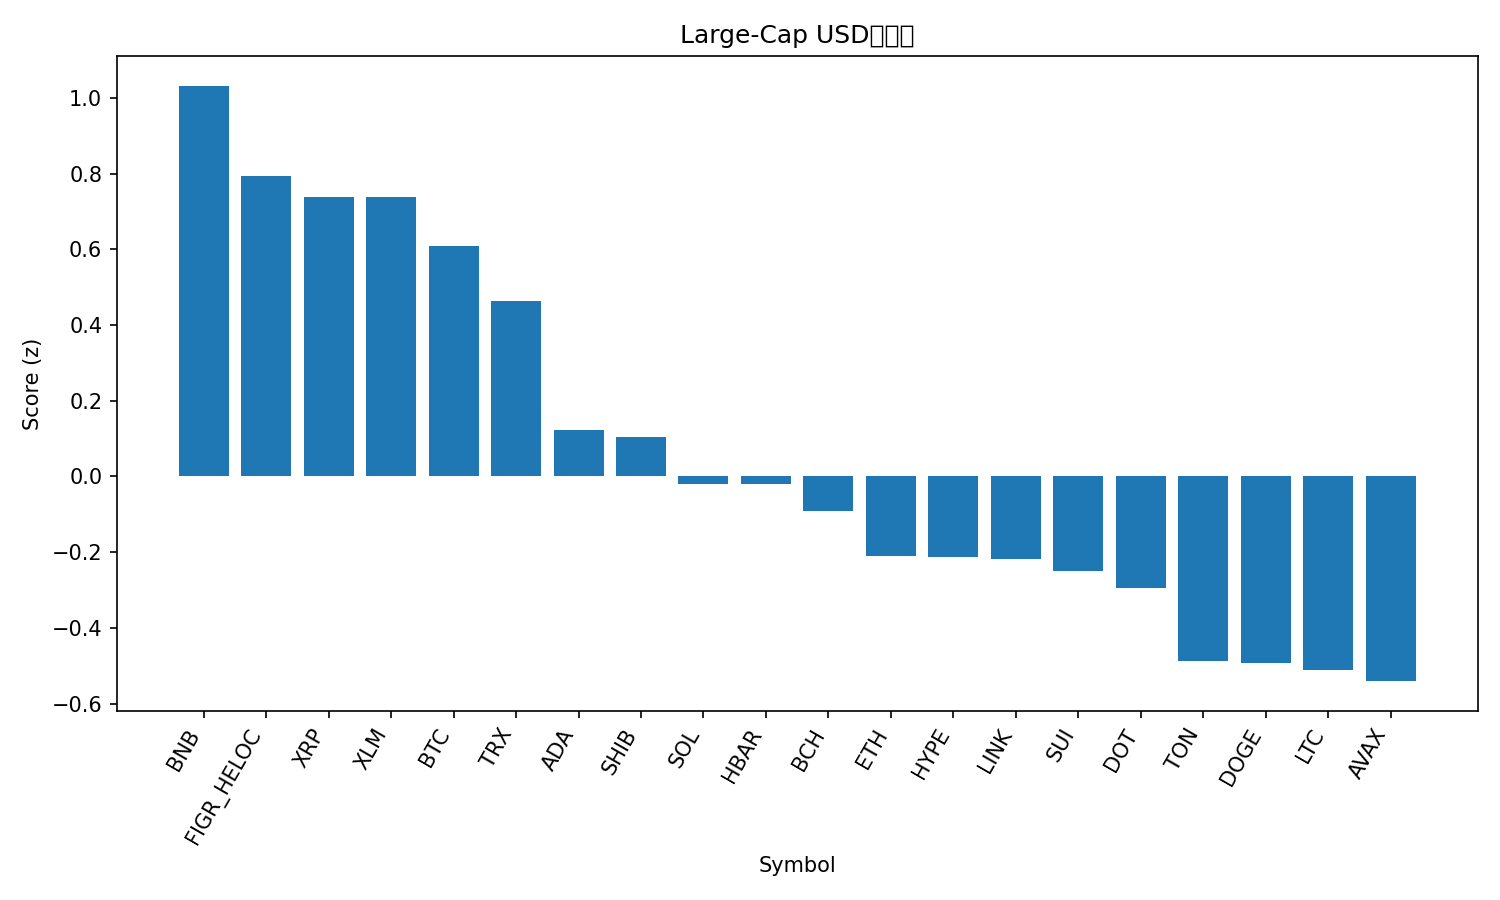 Large-Cap USD
1.0
0.8
0.6
0.4
0.2
0.0
−0.2
−0.4
−0.6
Score (z)
BNB
FIGR_HELOC
XRP
XLM
BTC
TRX
ADA
SHIB
SOL
HBAR
BCH
ETH
HYPE
LINK
SUI
DOT
TON
DOGE
LTC
AVAX
Symbol